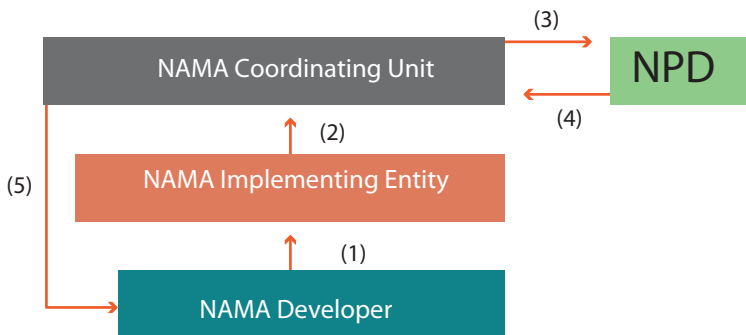 (3)
NAMA Coordinating Unit
NPD
(4)
(2)
NAMA Implementing Entity
(5)
(1)
NAMA Developer